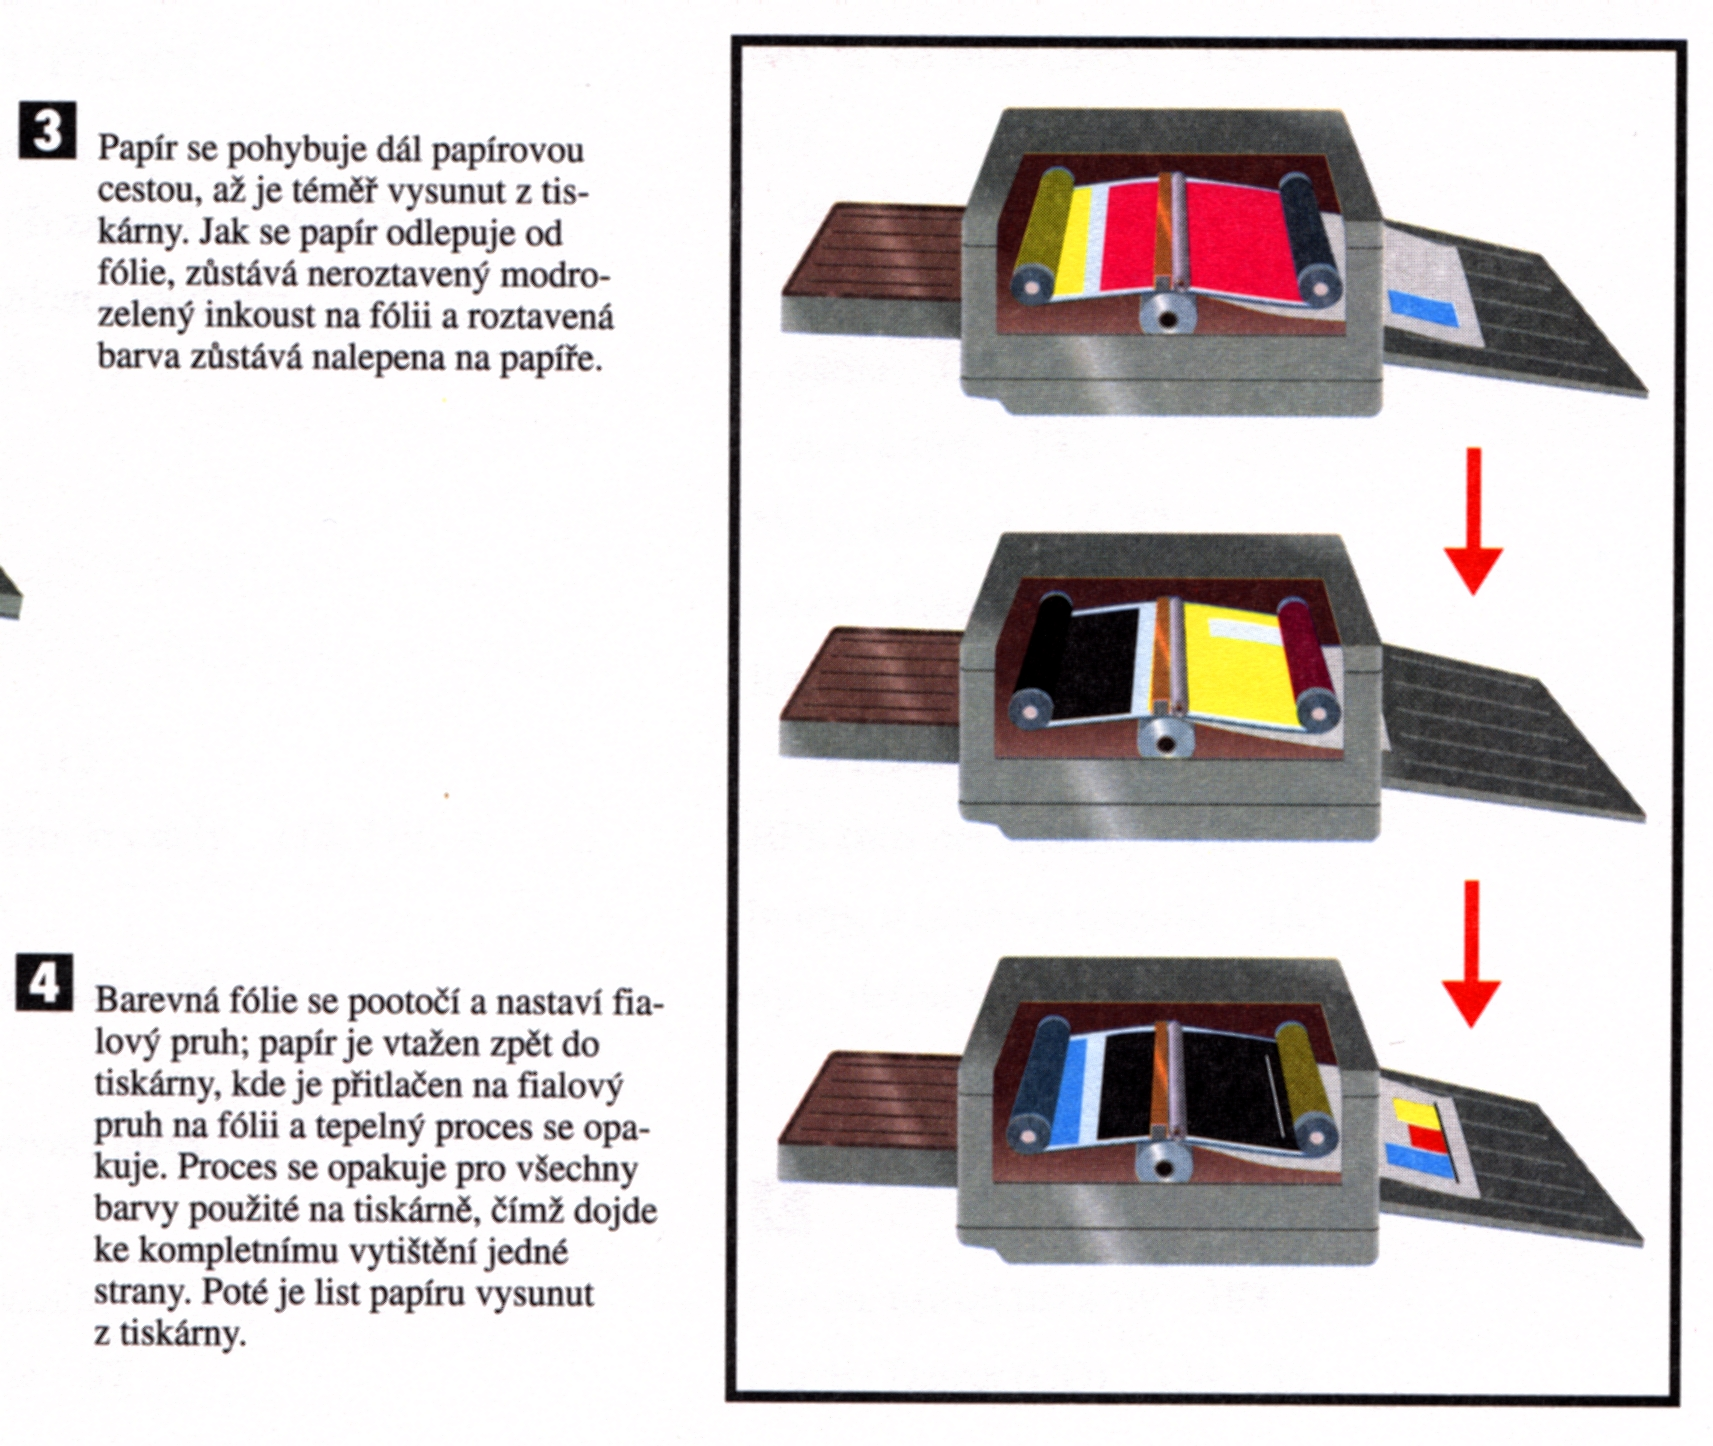 3
Papír se pohybuje dál papírovou
cestou, až je téměř vysunut z tis-
kárny. Jak se papír odlepuje od
fólie, zůstává neroztavený modro-
zelený inkoust na fólii a roztavená
barva zůstává nalepena na papíře.
4
Barevná fólie se pootočí a nastaví fia-
lový pruh; papír je vtažen zpět do
tiskárny, kde je přitlačen na fialový
pruh na fólii a tepelný proces se opa-
kuje. Proces se opakuje pro všechny
barvy použité na tiskárně, čímž dojde
ke kompletnímu vytištění jedné
strany. Poté je list papíru vysunut
z tiskárny.